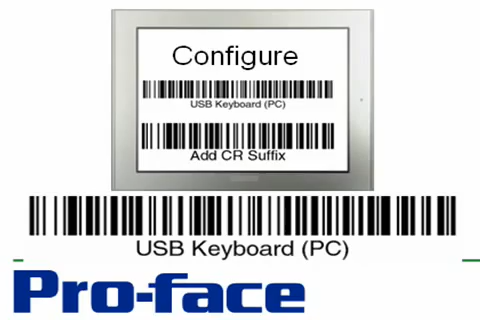 Configure
USB Keyboard (PC)
Add CR Suffix
USB Keyboard (PC)
Pro-face